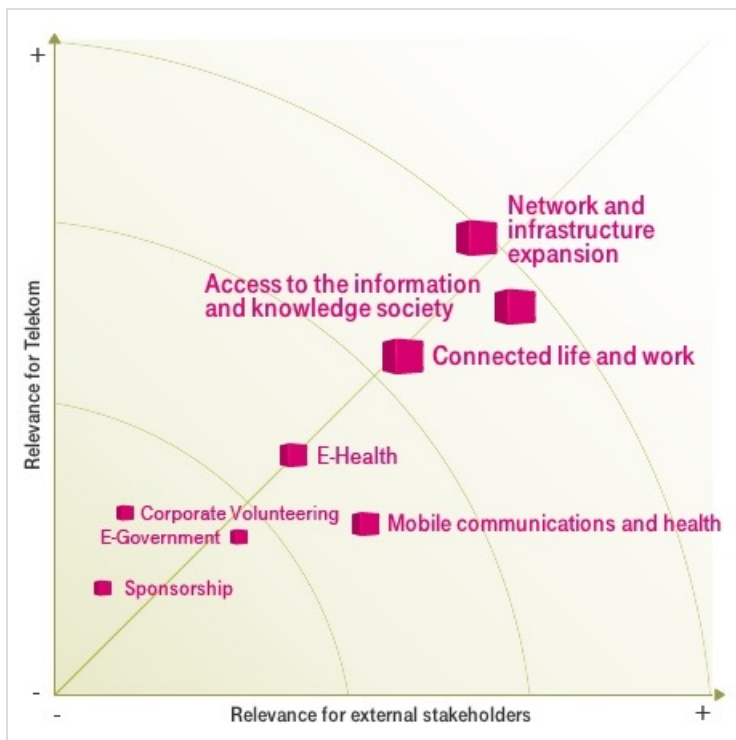 +
Network and
infrastructure
expansion
Access to the information
and knowledge society
Connected life and work
E-Health
Corporate Volunteering
Mobile communications and health
E-Government
Sponsorship
Relevance for Telekom
-
-
Relevance for external stakeholders
+